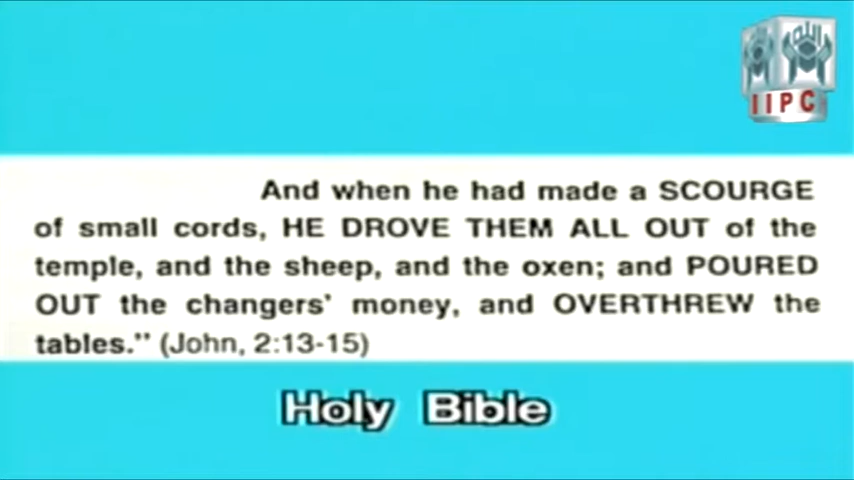 IIPC
And when he had made a SCOURGE
of small cords, HE DROVE THEM ALL OUT of the
temple, and the sheep, and the oxen; and POURED
OUT the changers' money, and OVERTHREW the
tables." (John, 2:13-15)
Holy Bible